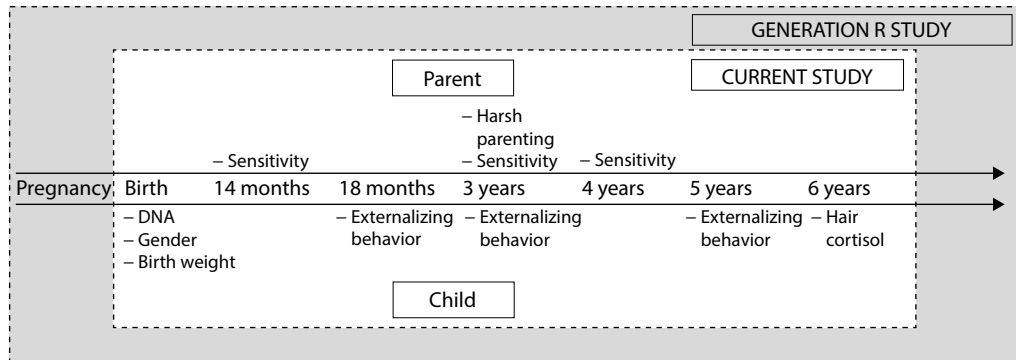 GENERATION R STUDY
CURRENT STUDY
Parent
– Harsh
parenting
– Sensitivity
– Sensitivity
– Sensitivity
Pregnancy
Birth
14 months
18 months
3 years
4 years
5 years
6 years
– DNA
– Gender
– Birth weight
– Externalizing
behavior
– Externalizing
behavior
– Externalizing
behavior
– Hair
cortisol
Child